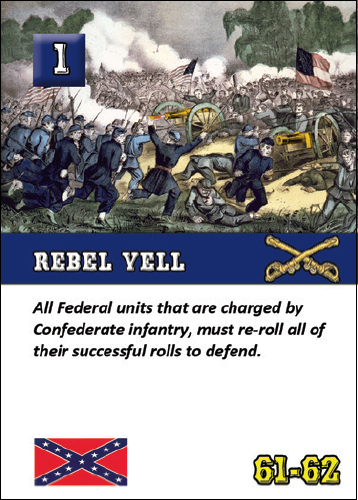 1
REBEL YELL
All Federal units that are charged by
Confederate infantry, must re-roll all of
their successful rolls to defend.
61-62